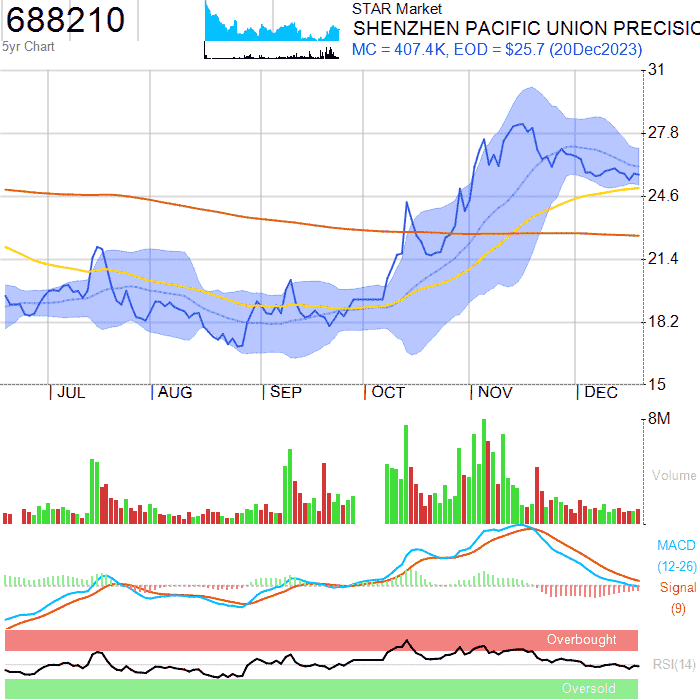 688210
5yr Chart
STAR Market
SHENZHEN PACIFIC UNION PRECISIO
MC = 407.4K, EOD = $25.7 (20Dec2023)
31
27.8
24.6
21.4
18.2
15
JUL
AUG
SEP
OCT
NOV
DEC
8M
Volume
MACD
(12-26)
Signal
(9)
Overbought
RSI(14)
Oversold